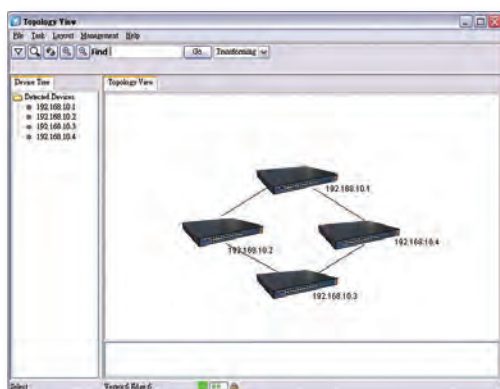 Topology View
File Task Layout Management Help
Find Go Transforming
Device Tree
Topology View
Detected Devices
192.168.10.1
192.168.10.2
192.168.10.3
192.168.10.4
192.168.10.1
192.168.10.2
192.168.10.4
192.168.10.3
Select